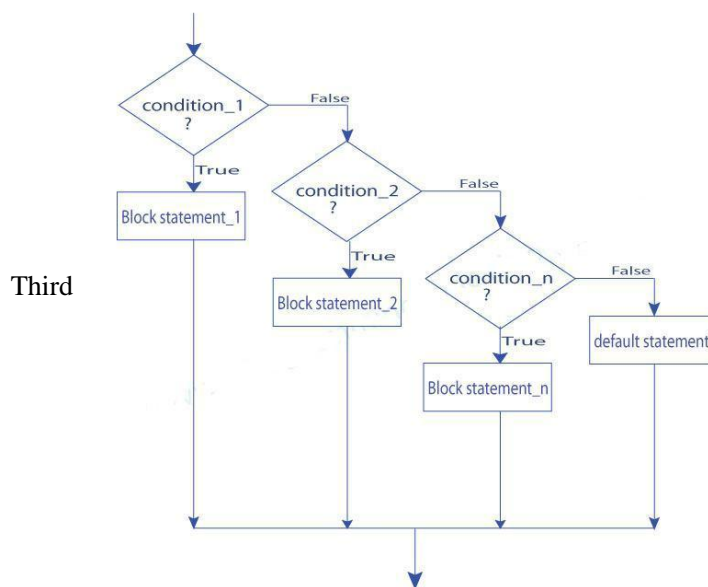 condition_1
?
False
True
Block statement_1
condition_2
?
False
True
Block statement_2
condition_n
?
False
True
Block statement_n
default statement
Third